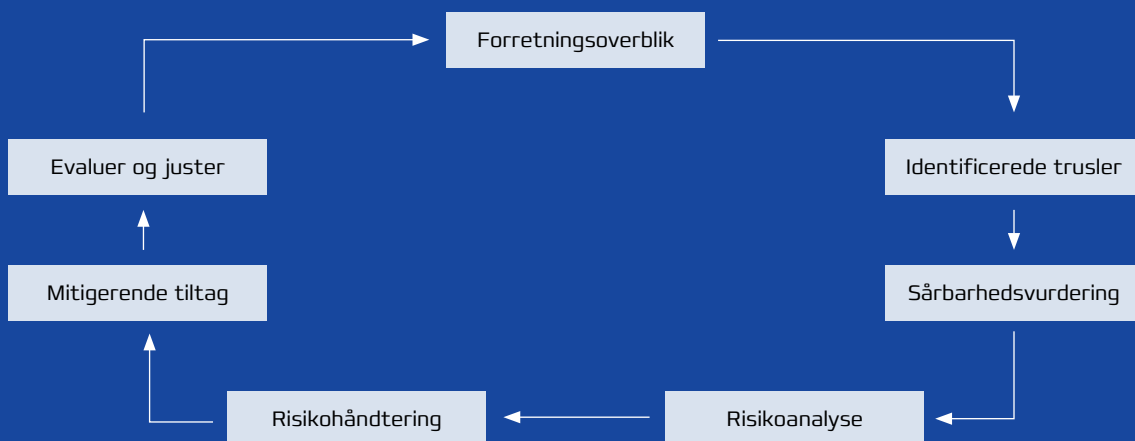 Forretningsoverblik
Identificerede trusler
Sårbarhedsvurdering
Risikoanalyse
Risikohåndtering
Mitigerende tiltag
Evaluer og juster